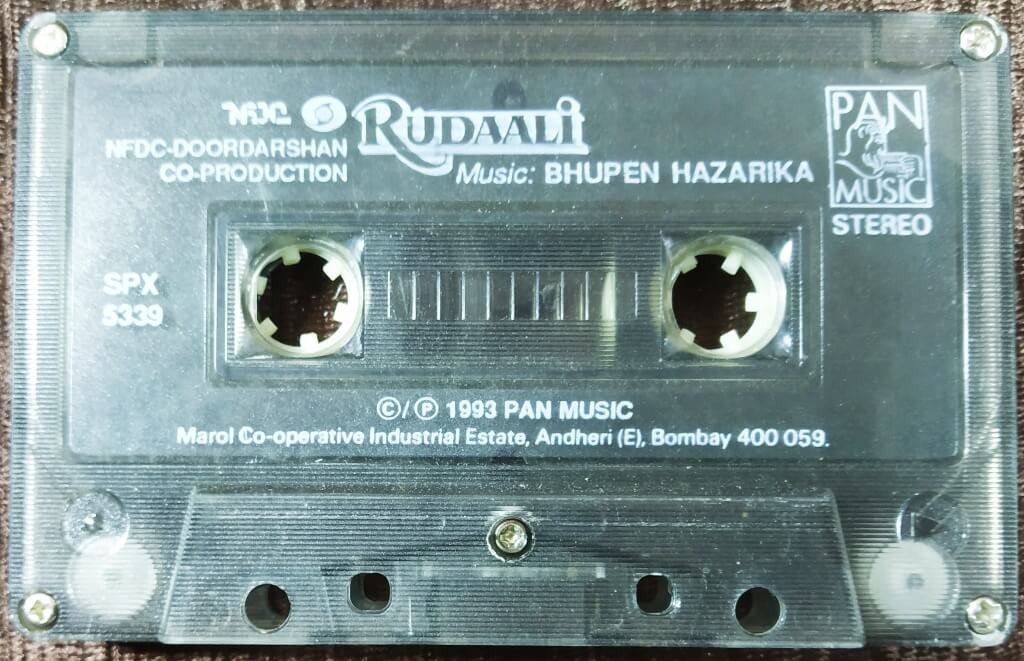 NFDC
RUDAALI
NFDC-DOORDARSHAN
CO-PRODUCTION
Music: BHUPEN HAZARIKA
PAN
MUSIC
STEREO
SPX
5339
©/℗ 1993 PAN MUSIC
Marol Co-operative Industrial Estate, Andheri (E), Bombay 400 059.